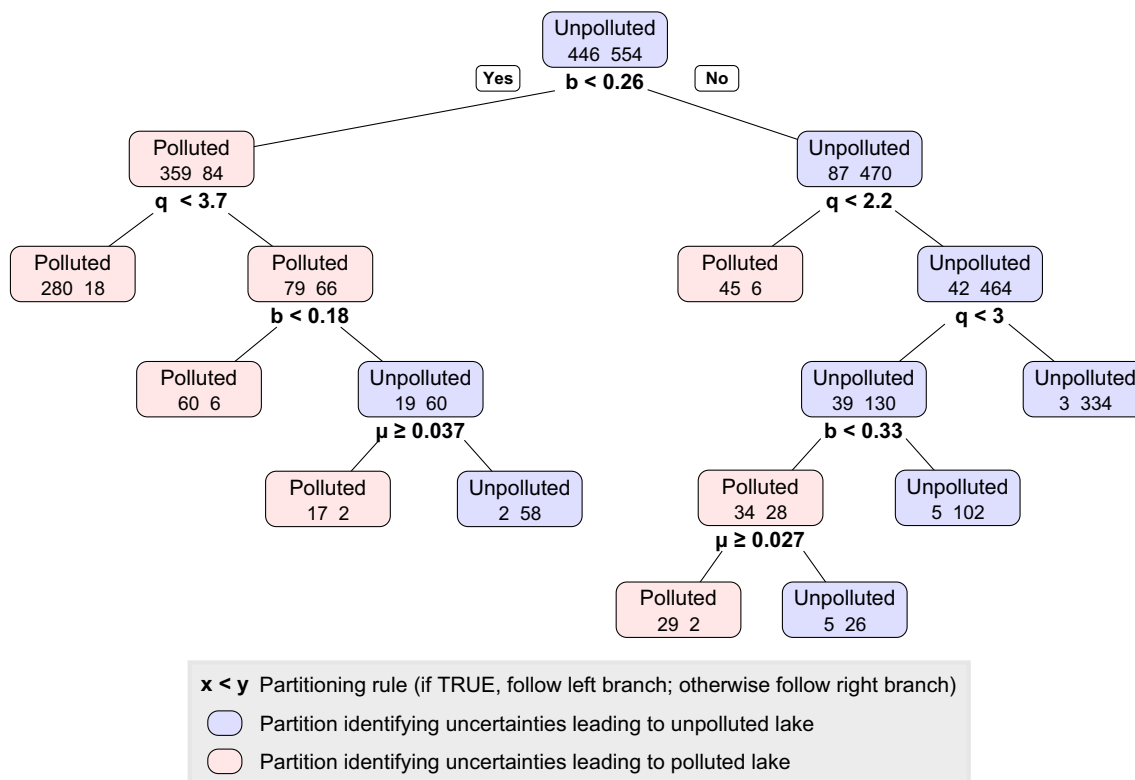 Unpolluted
446 554
Yes
b < 0.26
No
Polluted
359 84
q < 3.7
Unpolluted
87 470
q < 2.2
Polluted
280 18
Polluted
79 66
b < 0.18
Polluted
45 6
Unpolluted
42 464
q < 3
Polluted
60 6
Unpolluted
19 60
μ ≥ 0.037
Unpolluted
39 130
b < 0.33
Unpolluted
3 334
Polluted
17 2
Unpolluted
2 58
Polluted
34 28
μ ≥ 0.027
Unpolluted
5 102
Polluted
29 2
Unpolluted
5 26
x < y Partitioning rule (if TRUE, follow left branch; otherwise follow right branch)
Partition identifying uncertainties leading to unpolluted lake
Partition identifying uncertainties leading to polluted lake